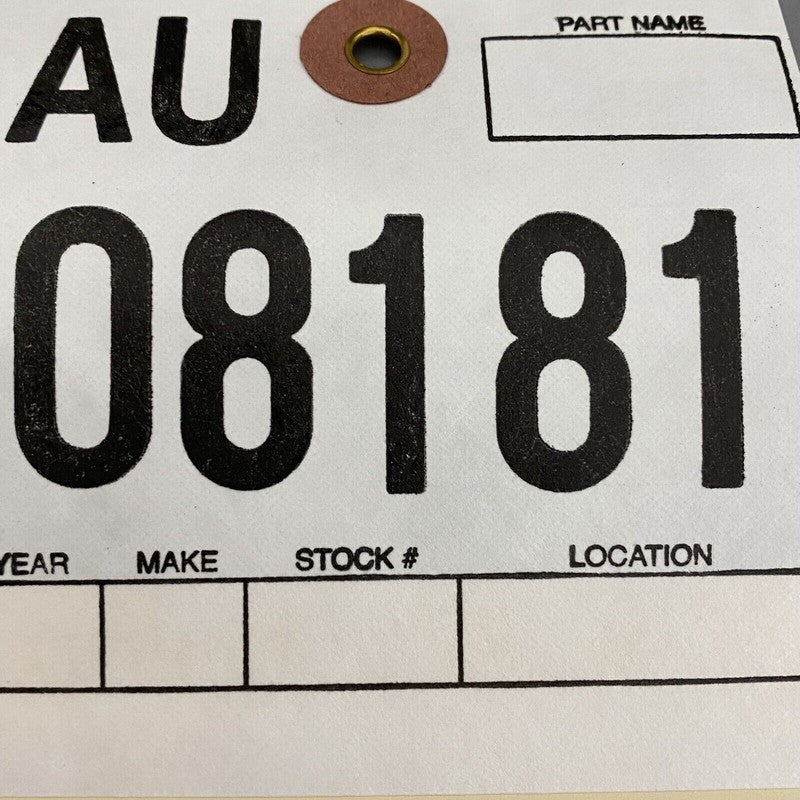 AU
PART NAME
08181
YEAR MAKE STOCK # LOCATION